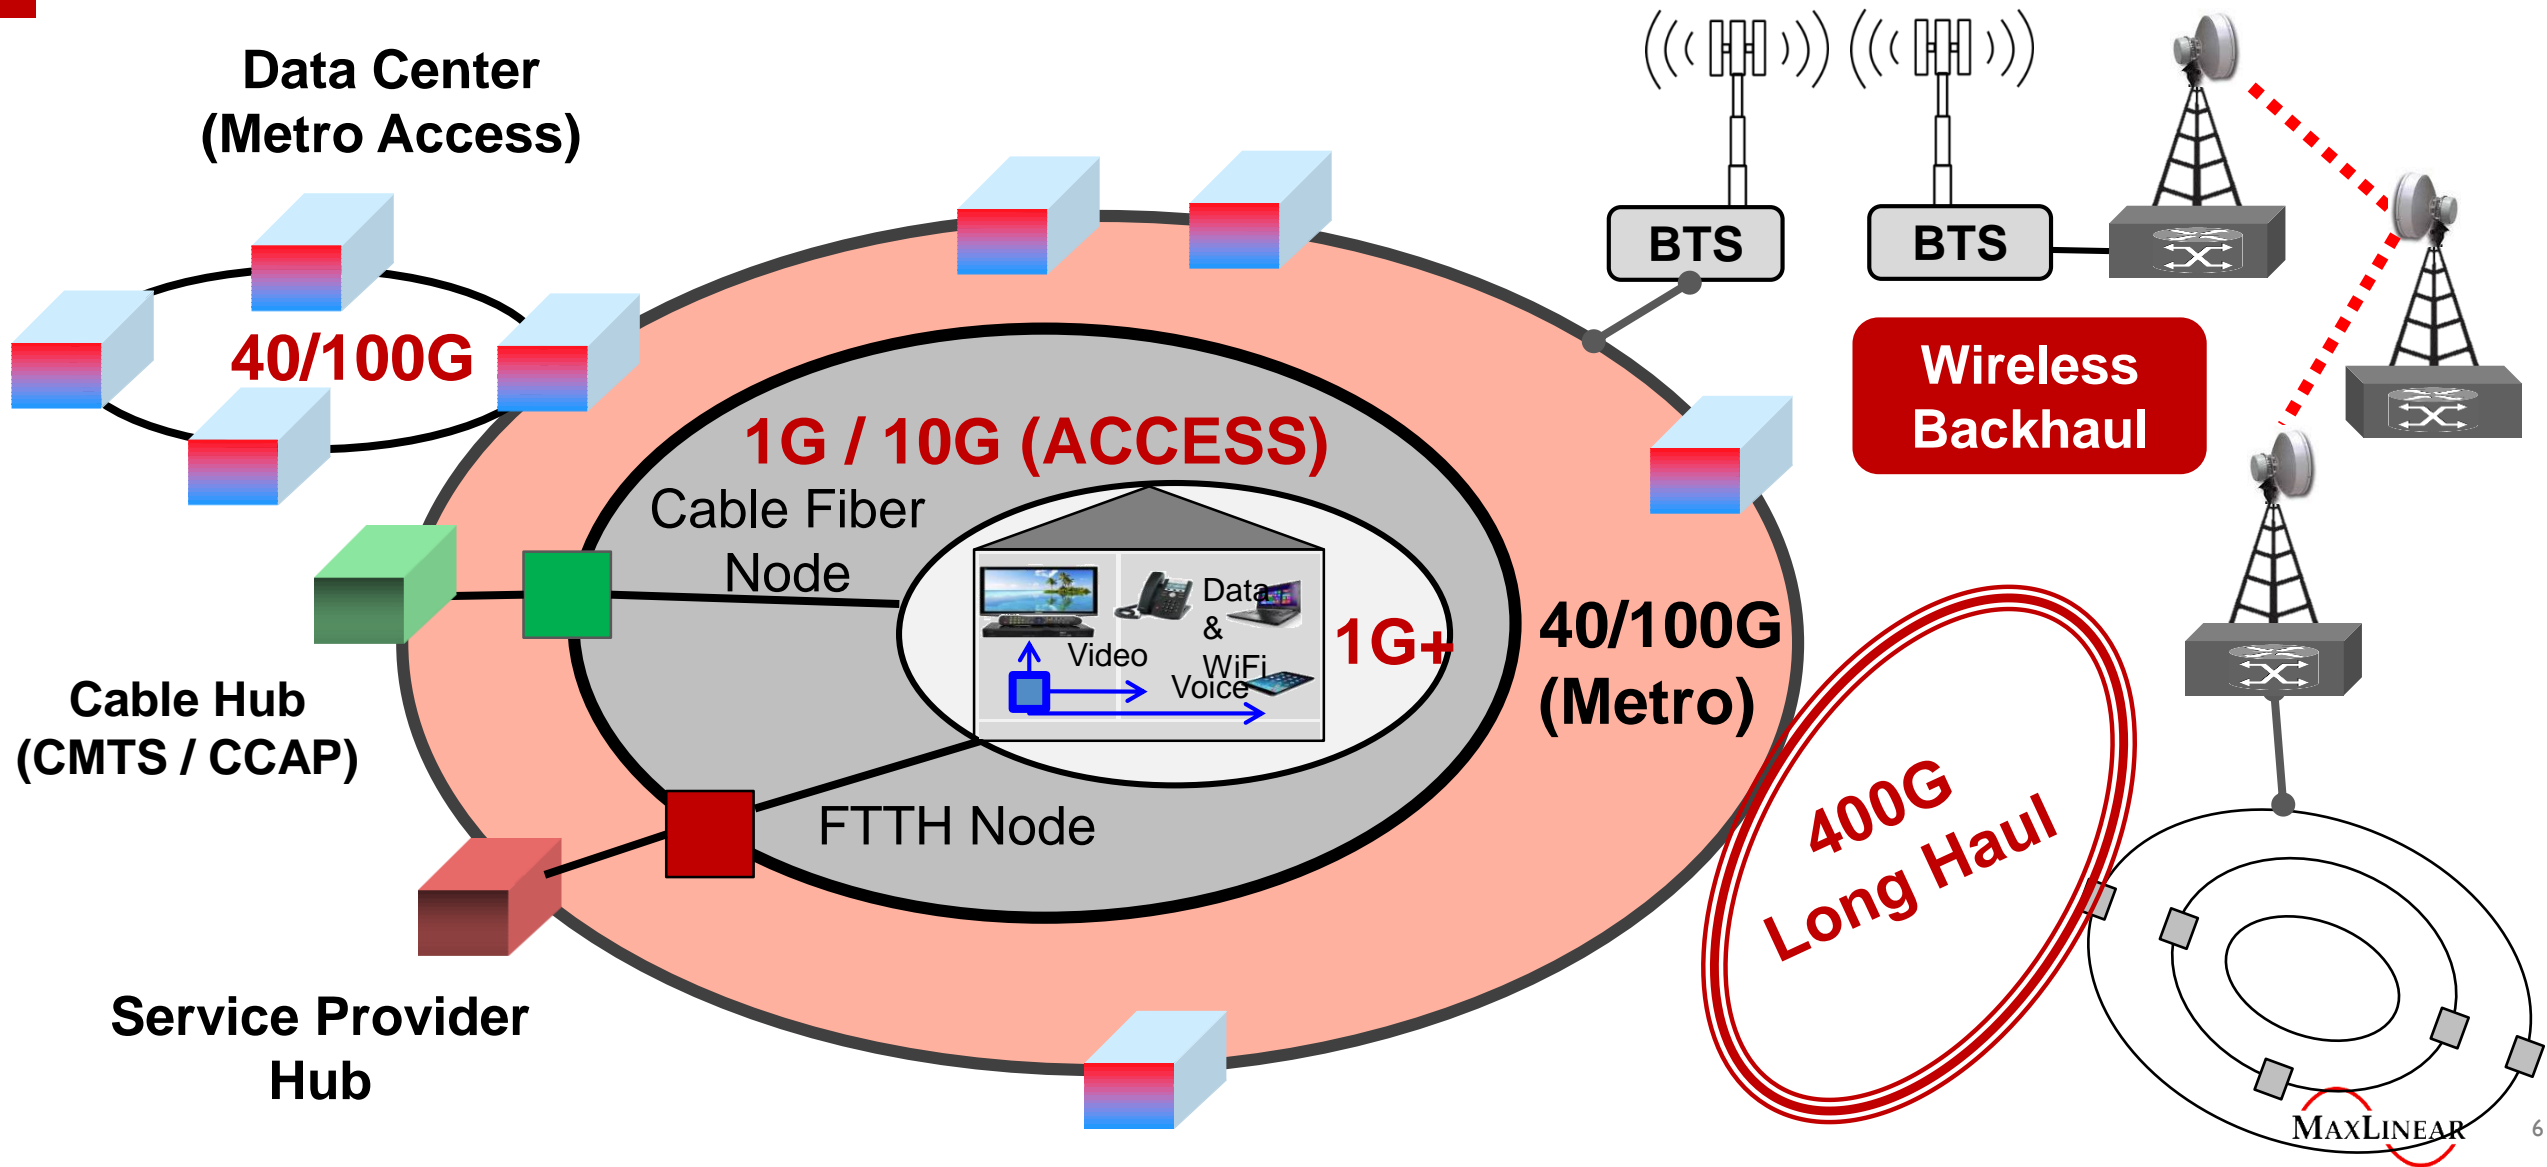 Data Center
(Metro Access)
40/100G
BTS
BTS
Wireless
Backhaul
1G / 10G (ACCESS)
Cable Fiber
Node
Data
&
WiFi
Video
Voice
1G+
40/100G
(Metro)
Cable Hub
(CMTS / CCAP)
FTTH Node
400G
Long Haul
Service Provider
Hub
MAXLINEAR
6